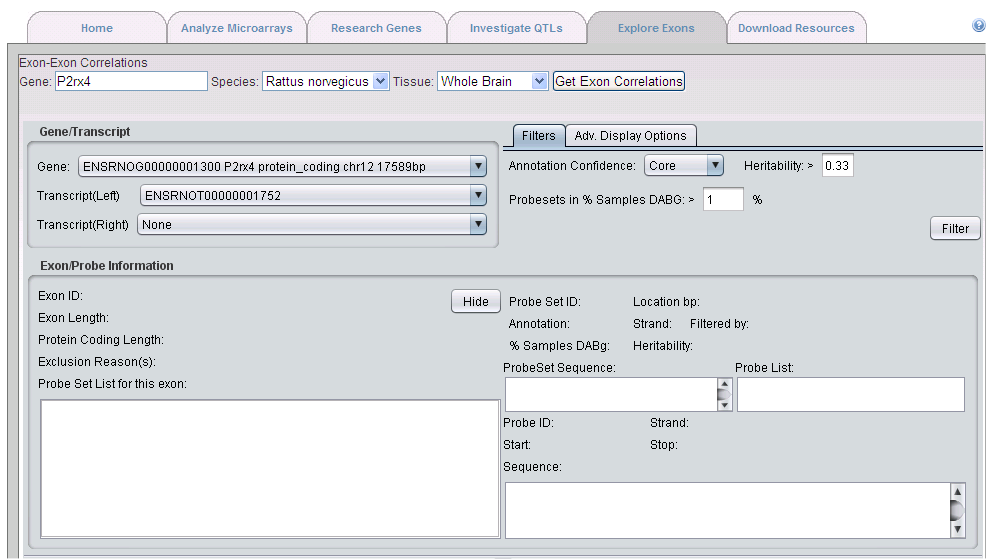 Home Analyze Microarrays Research Genes Investigate QTLs Explore Exons Download Resources ?
Exon-Exon Correlations
Gene: P2rx4 Species: Rattus norvegicus Tissue: Whole Brain Get Exon Correlations
Gene/Transcript
Gene: ENSRNOG00000001300 P2rx4 protein_coding chr12 17589bp
Transcript(Left) ENSRNOT00000001752
Transcript(Right) None
Filters Adv. Display Options
Annotation Confidence: Core Heritability: > 0.33
Probesets in % Samples DABG: > 1 %
Filter
Exon/Probe Information
Exon ID:
Exon Length:
Protein Coding Length:
Exclusion Reason(s):
Probe Set List for this exon:
Hide
Probe Set ID: Location bp:
Annotation: Strand: Filtered by:
% Samples DABg: Heritability:
ProbeSet Sequence: Probe List:
Probe ID: Strand:
Start: Stop:
Sequence: